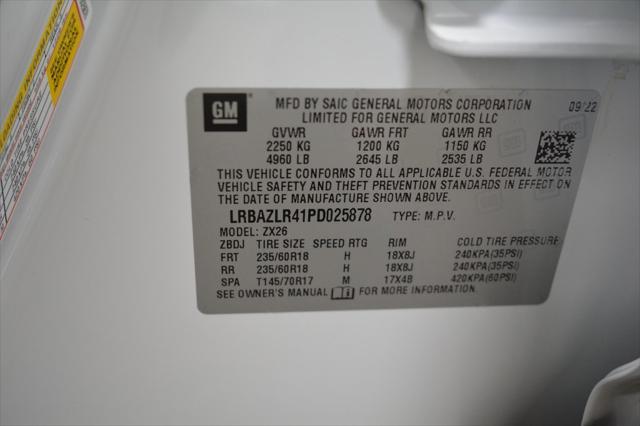 GM
MFD BY SAIC GENERAL MOTORS CORPORATION
LIMITED FOR GENERAL MOTORS LLC
09/22
GVWR GAWR FRT GAWR RR
2250 KG 1200 KG 1150 KG
4960 LB 2645 LB 2535 LB
THIS VEHICLE CONFORMS TO ALL APPLICABLE U.S. FEDERAL MOTOR
VEHICLE SAFETY AND THEFT PREVENTION STANDARDS IN EFFECT ON
THE DATE OF MANUFACTURE SHOWN ABOVE.
LRBAZLR41PD025878 TYPE: M.P.V.
MODEL: ZX26
ZBDJ TIRE SIZE SPEED RTG RIM COLD TIRE PRESSURE
FRT 235/60R18 H 18X8J 240KPA(35PSI)
RR 235/60R18 H 18X8J 240KPA(35PSI)
SPA T145/70R17 M 17X4B 420KPA(60PSI)
SEE OWNER'S MANUAL FOR MORE INFORMATION.